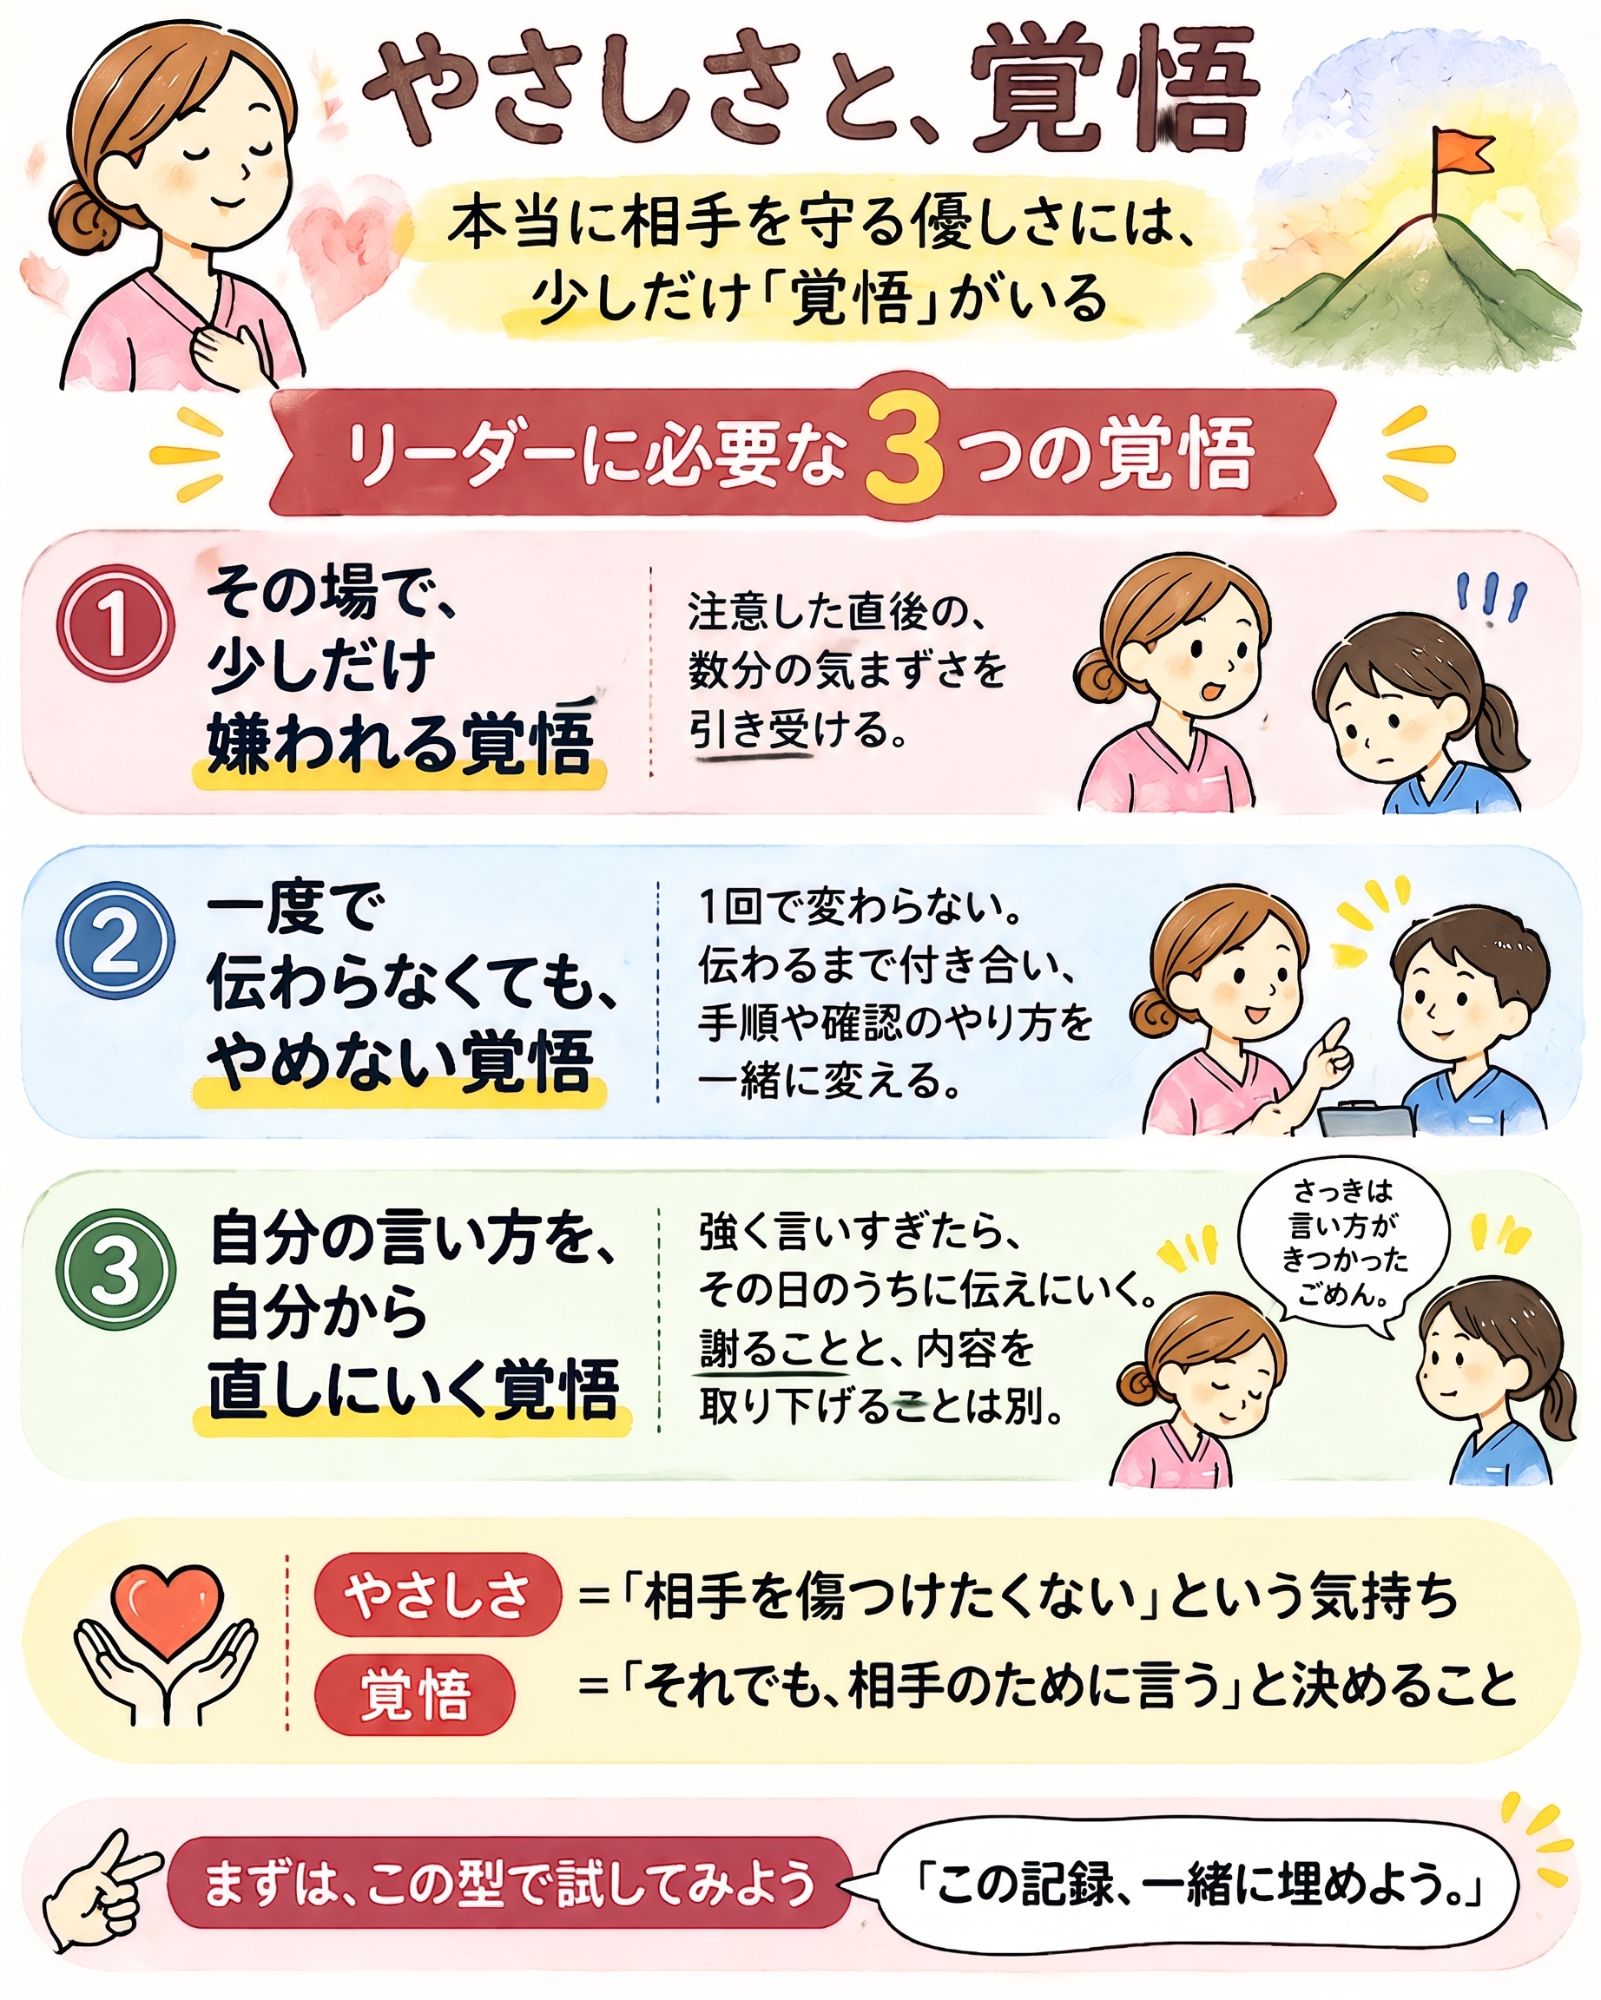 やさしさと、覚悟
本当に相手を守る優しさには、
少しだけ「覚悟」がいる
リーダーに必要な3つの覚悟
1
その場で、
少しだけ
嫌われる覚悟
注意した直後の、
数分の気まずさを
引き受ける。
2
一度で
伝わらなくても、
やめない覚悟
1回で変わらない。
伝わるまで付き合い、
手順や確認のやり方を
一緒に変える。
3
自分の言い方を、
自分から
直しにいく覚悟
強く言いすぎたら、
その日のうちに伝えにいく。
謝ることと、内容を
取り下げることは別。
さっきは
言い方が
きつかった
ごめん。
やさしさ =「相手を傷つけたくない」という気持ち
覚悟 =「それでも、相手のために言う」と決めること
まずは、この型で試してみよう
「この記録、一緒に埋めよう。」